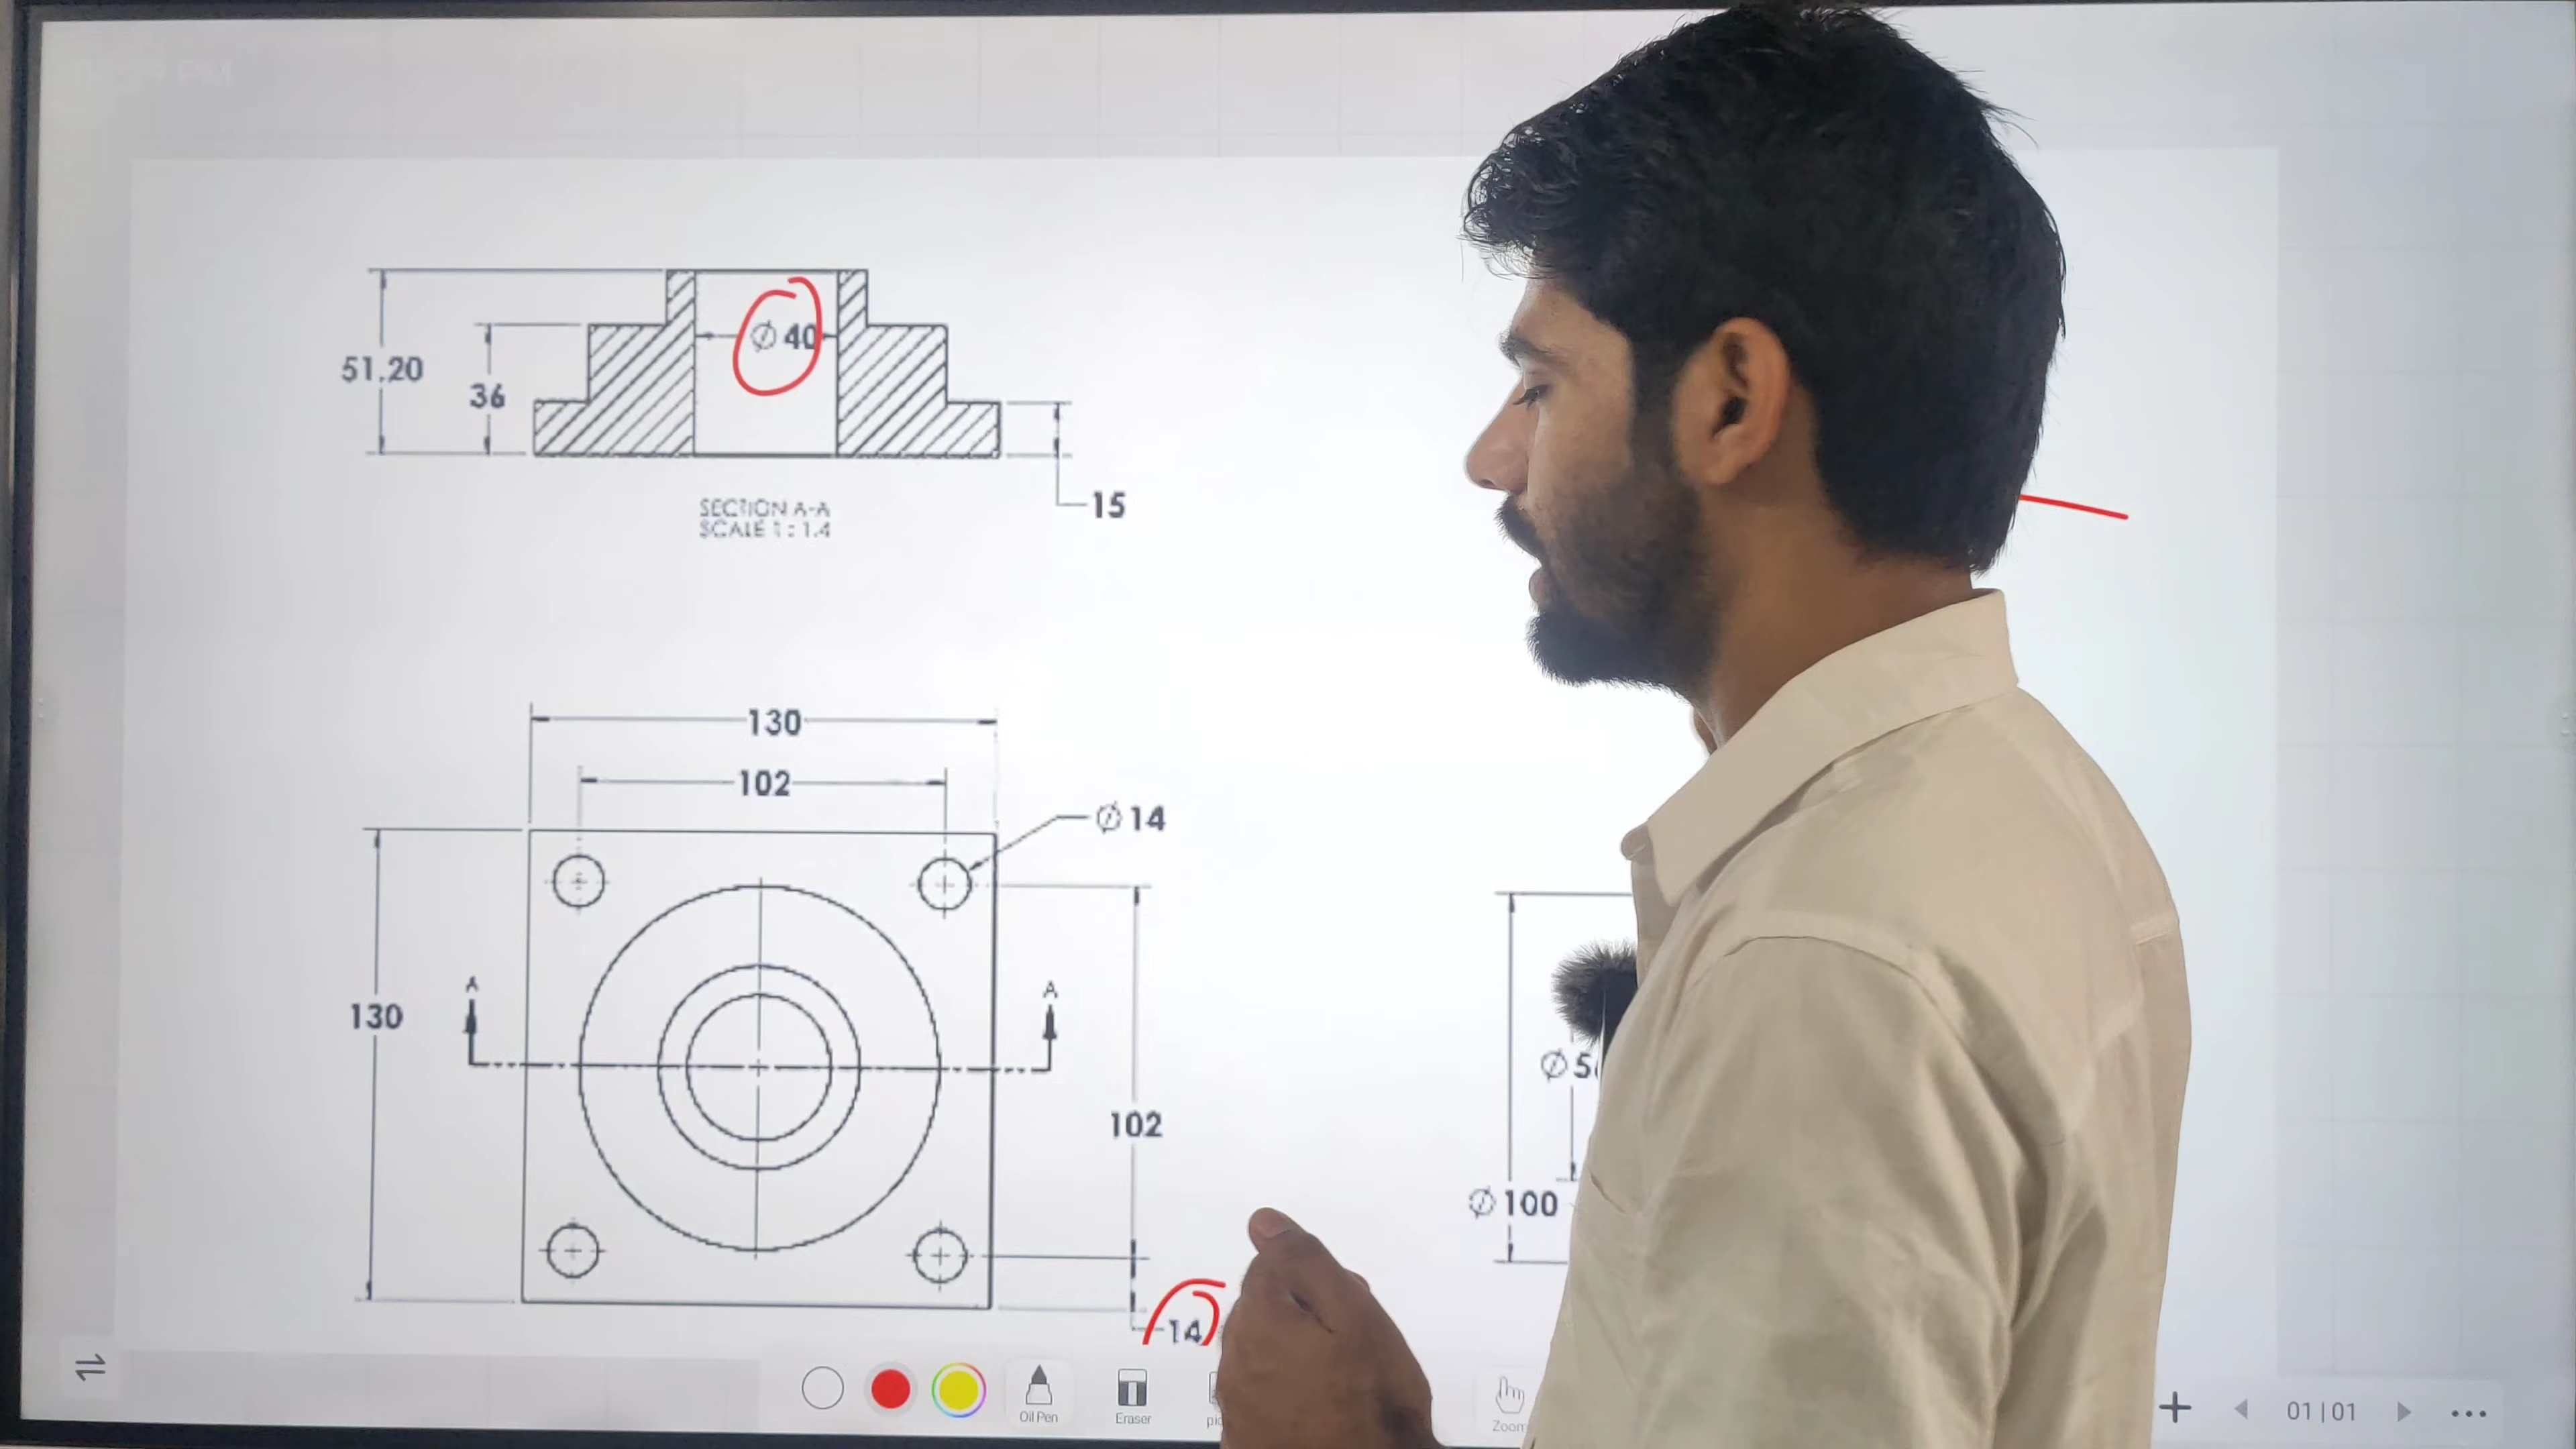 Ø 40
51.20
36
15
SECTION A-A
SCALE 1 : 1.4
130
102
Ø 14
A
A
130
102
Ø 100
14
Oil Pen
Eraser
Zoom
01|01